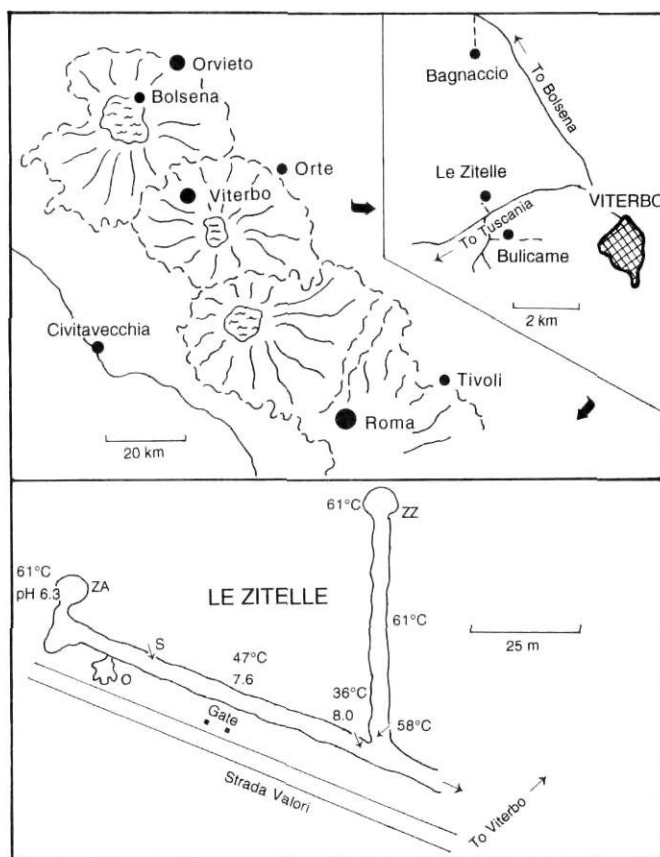 Orvieto
Bolsena
Orte
Viterbo
Civitavecchia
Tivoli
Roma
20 km
Bagnaccio
To Bolsena
Le Zitelle
VITERBO
To Tuscania
Bulicame
2 km
61°C
ZZ
61°C
ZA
pH 6.3
LE ZITELLE
61°C
25 m
S
47°C
7.6
O
36°C
8.0
58°C
Gate
Strada Valori
To Viterbo